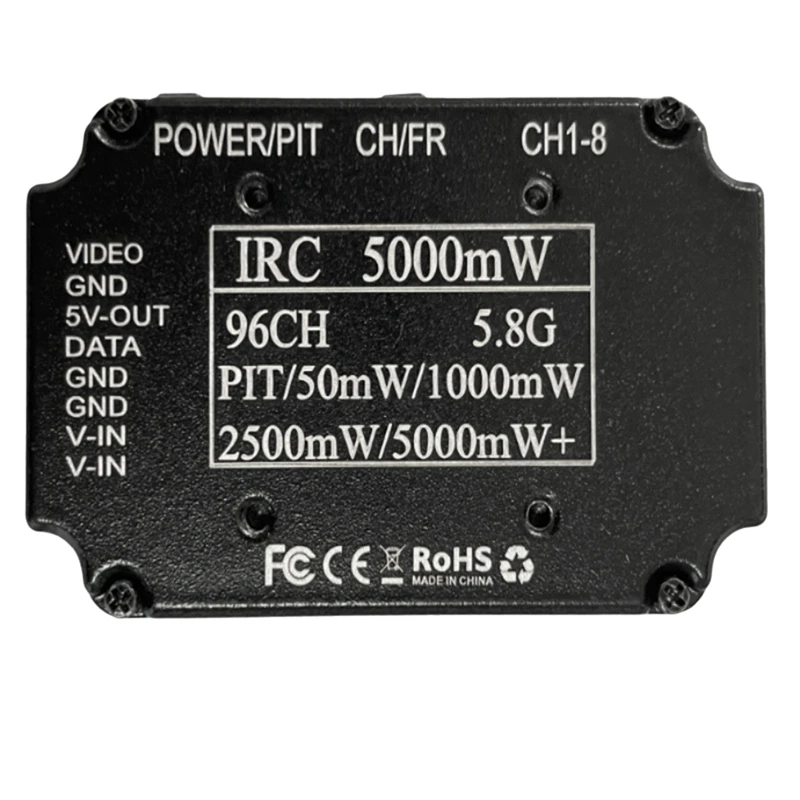 POWER/PIT CH/FR CH1-8
VIDEO
GND
5V-OUT
DATA
GND
GND
V-IN
V-IN
IRC 5000mW
96CH 5.8G
PIT/50mW/1000mW
2500mW/5000mW+
FC CE RoHS
MADE IN CHINA